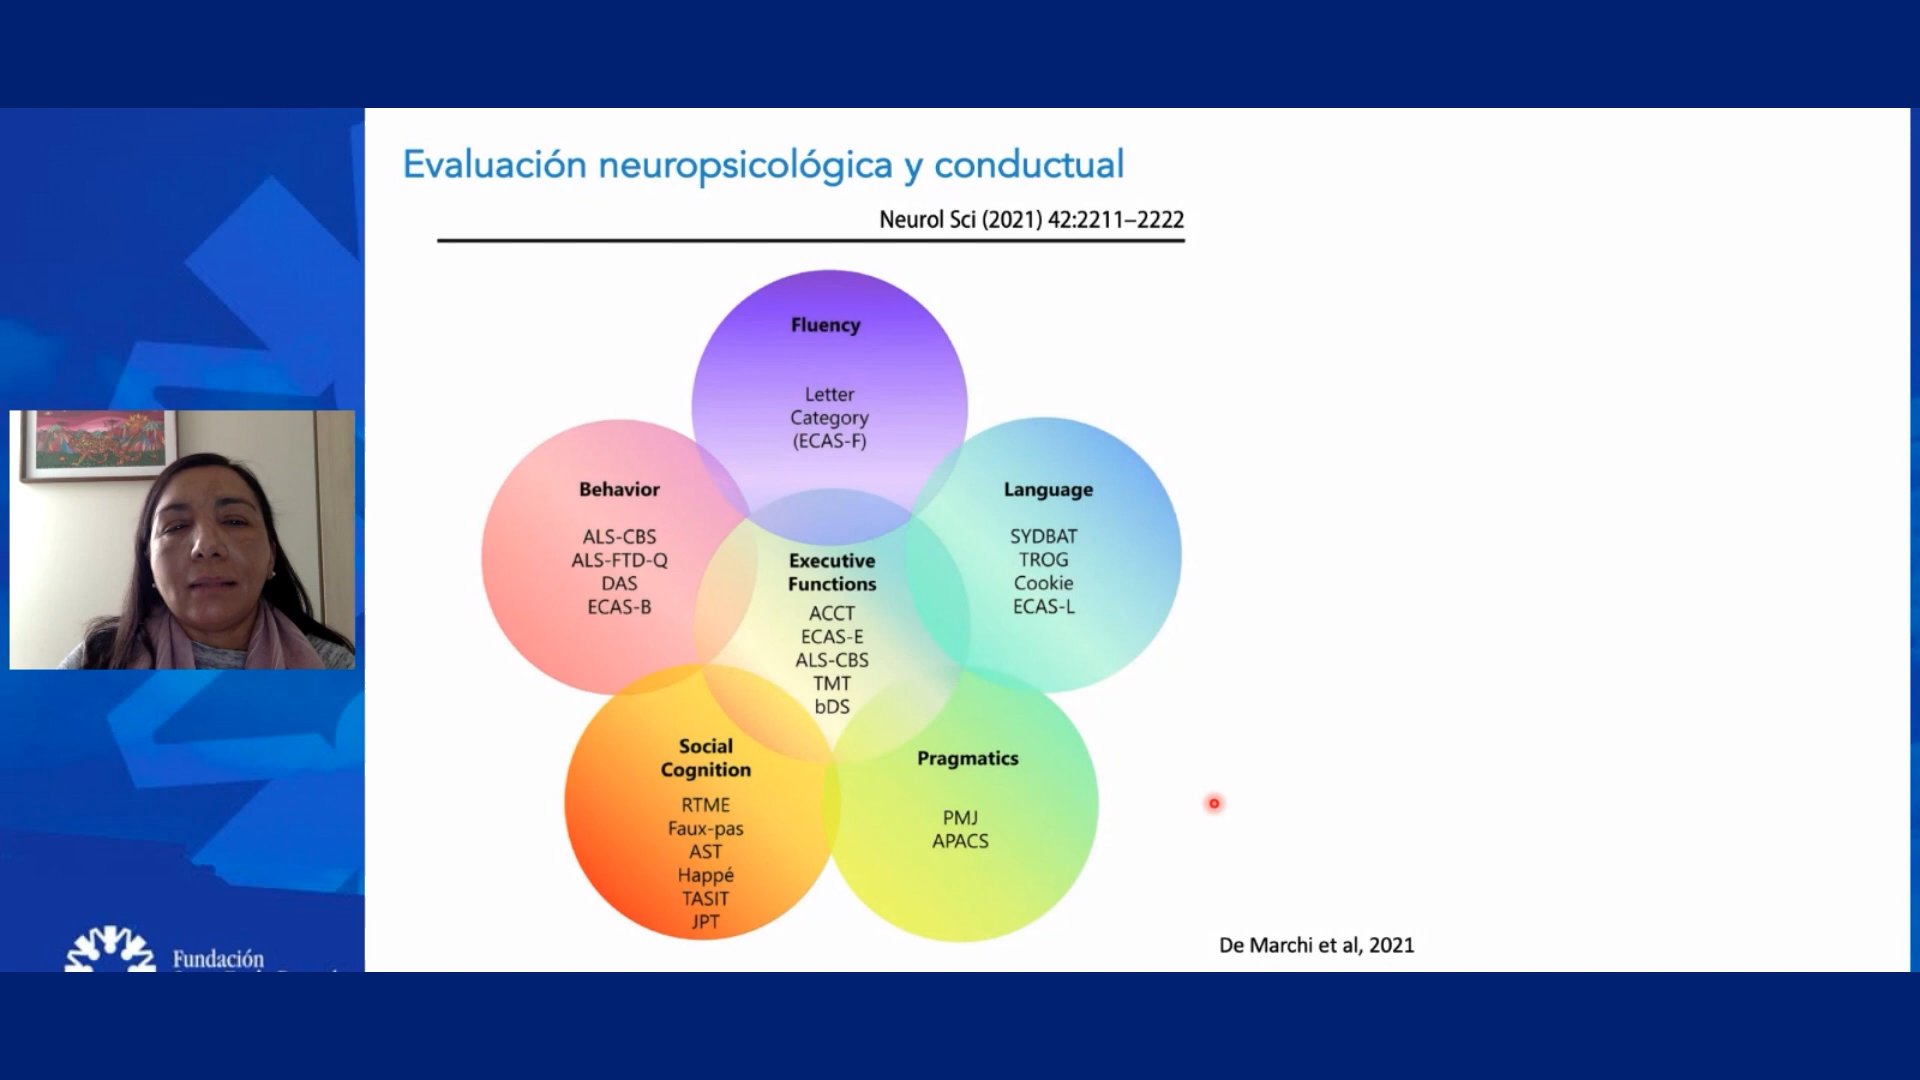 Evaluación neuropsicológica y conductual
Neurol Sci (2021) 42:2211–2222
Fluency
Letter
Category
(ECAS-F)
Behavior
ALS-CBS
ALS-FTD-Q
DAS
ECAS-B
Language
SYDBAT
TROG
Cookie
ECAS-L
Executive
Functions
ACCT
ECAS-E
ALS-CBS
TMT
bDS
Social
Cognition
RTME
Faux-pas
AST
Happé
TASIT
JPT
Pragmatics
PMJ
APACS
De Marchi et al, 2021
Fundación